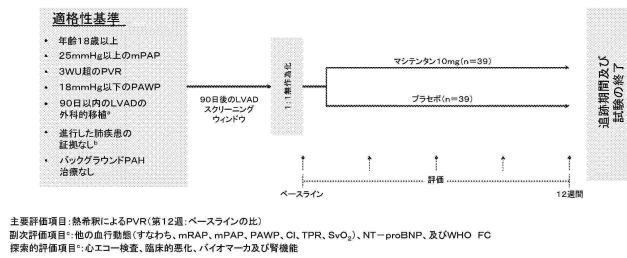 適格性基準
• 年齢18歳以上
• 25mmHg以上のmPAP
• 3WU超のPVR
• 18mmHg以下のPAWP
• 90日以内のLVADの
外科的移植a
• 進行した肺疾患の
証拠なしb
• バックグラウンドPAH
治療なし
90日後のLVAD
スクリーニング
ウィンドウ
1:1無作為化
マシテンタン10mg(n=39)
プラセボ(n=39)
ベースライン
評価
12週間
追跡期間及び
試験の終了
主要評価項目:熱希釈によるPVR(第12週:ベースラインの比)
副次評価項目c:他の血行動態(すなわち、mRAP、mPAP、PAWP、CI、TPR、SvO2)、NT-proBNP、及びWHO FC
探索的評価項目c:心エコー検査、臨床的悪化、バイオマーカ及び腎機能